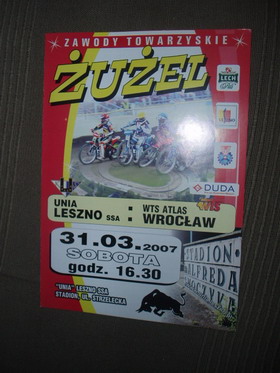 ZAWODY TOWARZYSKIE
ŻUŻEL
LECH
DUDA
UNIA
LESZNO SSA
:
WTS ATLAS
WROCŁAW
31.03.2007
SOBOTA
godz. 16.30
"UNIA" LESZNO SSA
STADION, UL. STRZELECKA
STADION
ALFREDA
SMOCZYKA